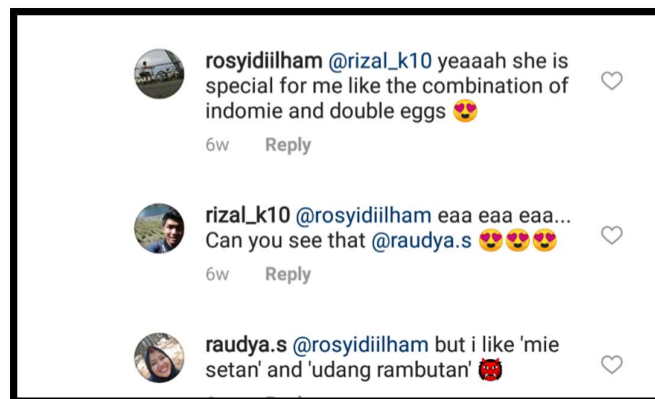 rosyidiilham @rizal_k10 yeaaah she is
special for me like the combination of
indomie and double eggs 😍
6w Reply
rizal_k10 @rosyidiilham eaa eaa eaa...
Can you see that @raudya.s 😍😍😍
6w Reply
raudya.s @rosyidiilham but i like 'mie
setan' and 'udang rambutan' 👹